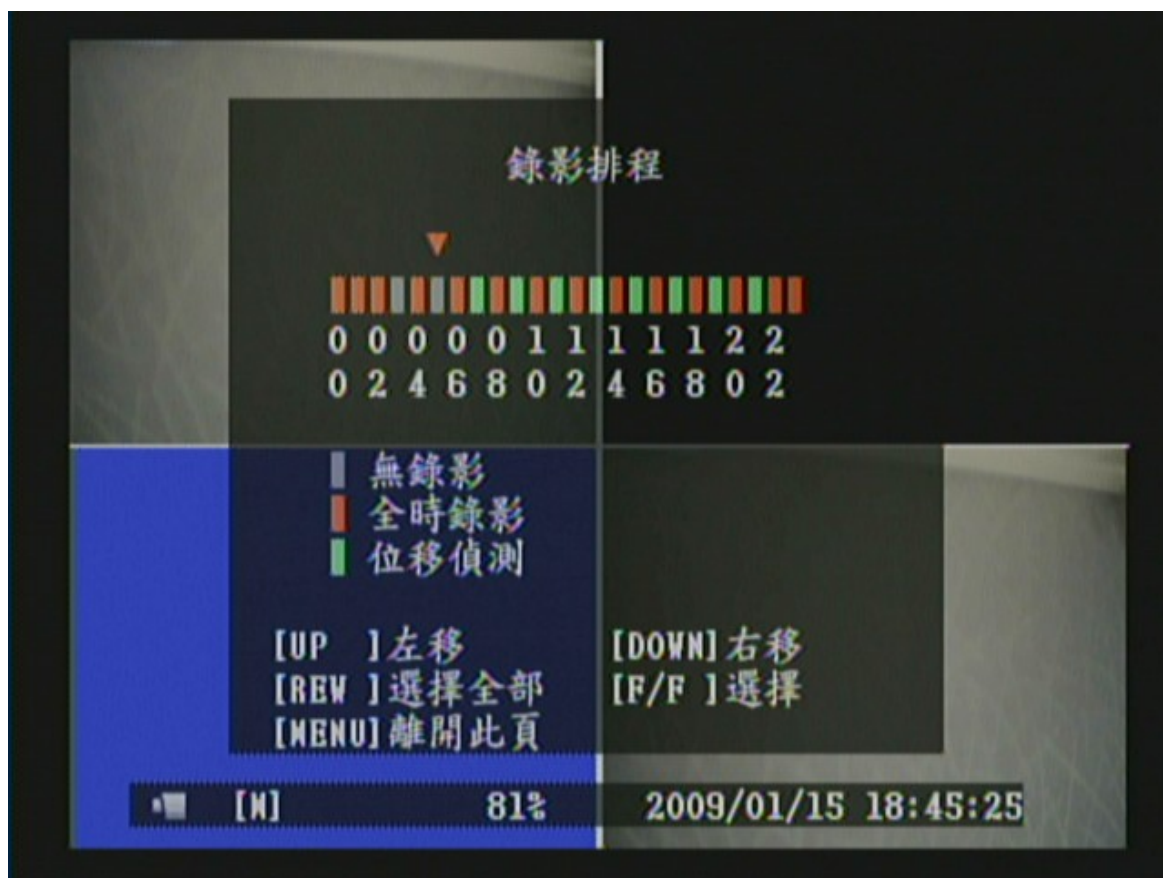 錄影排程
0 0 0 0 0 1 1 1 1 1 2 2
0 2 4 6 8 0 2 4 6 8 0 2
無錄影
全時錄影
位移偵測
[UP ]左移 [DOWN]右移
[REW ]選擇全部 [F/F ]選擇
[MENU]離開此頁
[M] 81% 2009/01/15 18:45:25